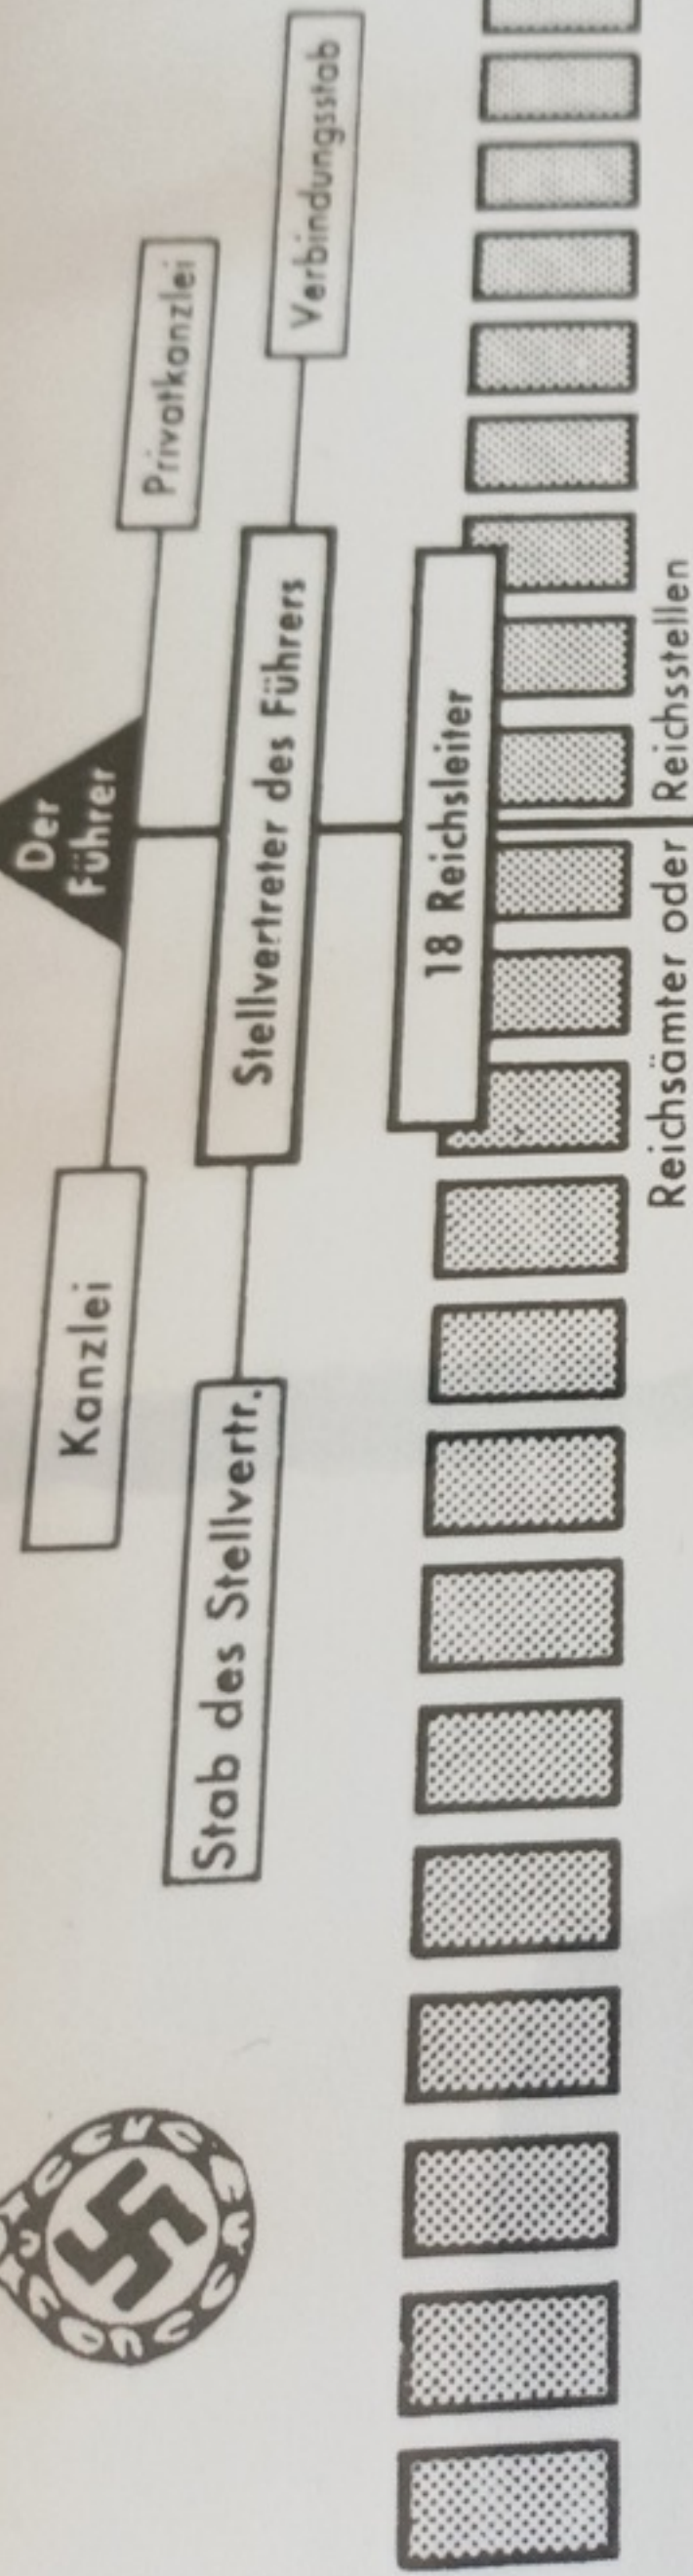 Der
Führer
Kanzlei
Privatkanzlei
Stellvertreter des Führers
Stab des Stellvertr.
Verbindungsstab
18 Reichsleiter
Reichsämter oder Reichsstellen